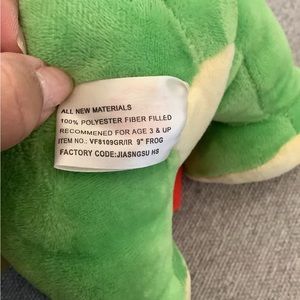 ALL NEW MATERIALS
100% POLYESTER FIBER FILLED
RECOMMENED FOR AGE 3 & UP
ITEM NO.: VF8109GR/IR 9" FROG
FACTORY CODE:JIASNGSU HS